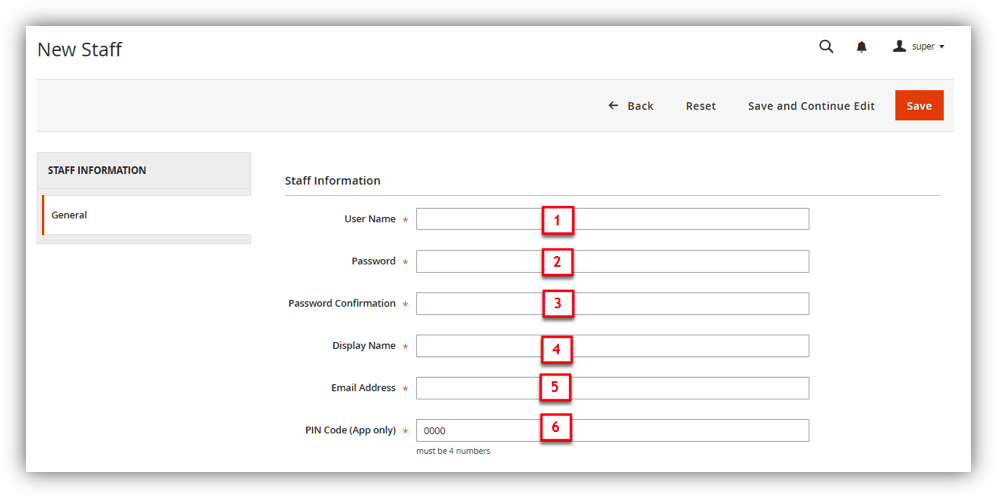 New Staff
super
Back Reset Save and Continue Edit Save
STAFF INFORMATION
General
Staff Information
User Name * 1
Password * 2
Password Confirmation * 3
Display Name * 4
Email Address * 5
PIN Code (App only) * 0000 6
must be 4 numbers